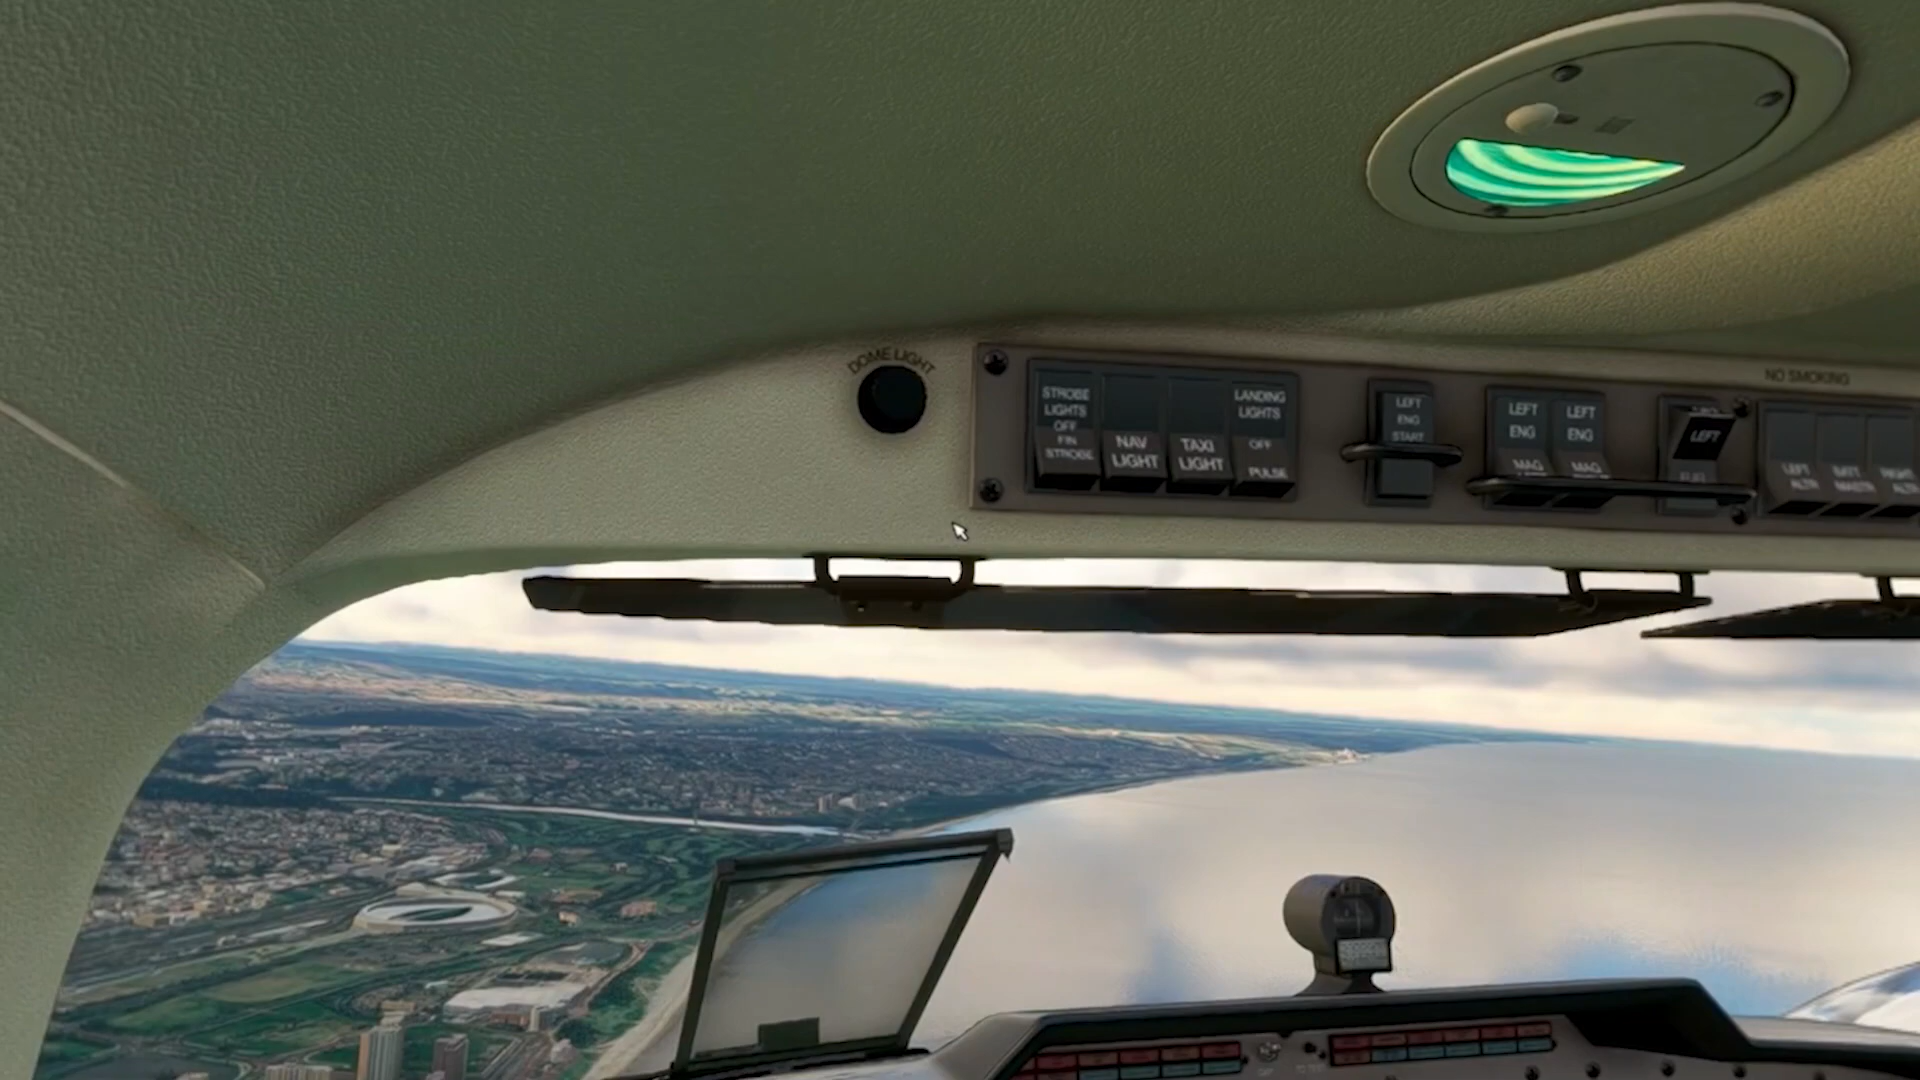 DOME LIGHT
NO SMOKING
STROBE
LIGHTS
OFF
FIN
STROBE
NAV
LIGHT
TAXI
LIGHT
LANDING
LIGHTS
OFF
PULSE
LEFT
ENG
START
LEFT
ENG
MAG
LEFT
ENG
MAG
LEFT
LEFT
ALTR
BATT
MASTR
RIGHT
ALTR